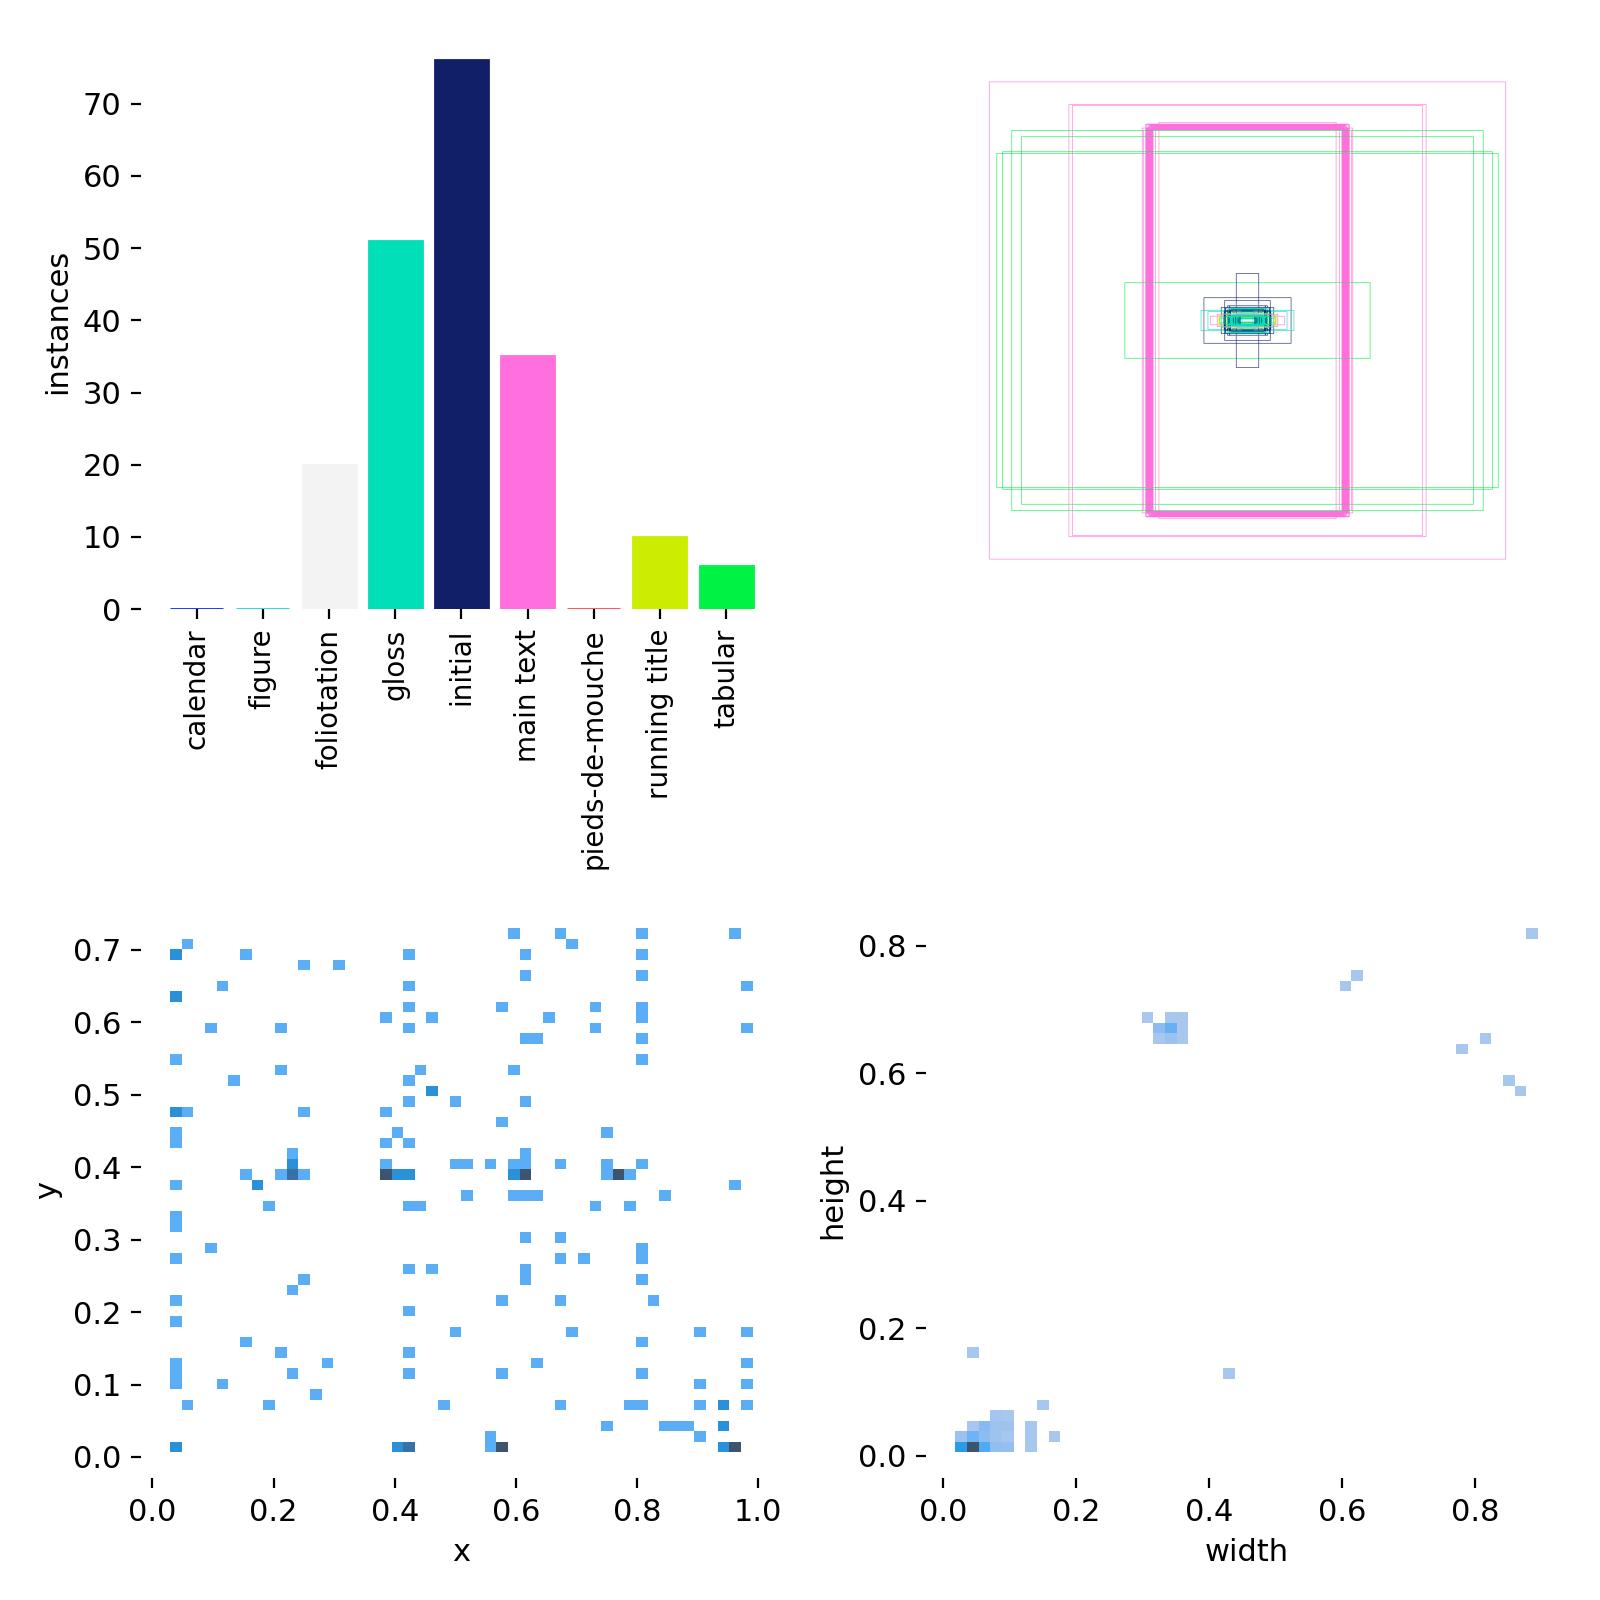 70
60
50
40
30
20
10
0
instances
calendar
figure
foliotation
gloss
initial
main text
pieds-de-mouche
running title
tabular
0.7
0.6
0.5
0.4
0.3
0.2
0.1
0.0
y
0.0 0.2 0.4 0.6 0.8 1.0
x
0.8
0.6
0.4
0.2
0.0
height
0.0 0.2 0.4 0.6 0.8
width